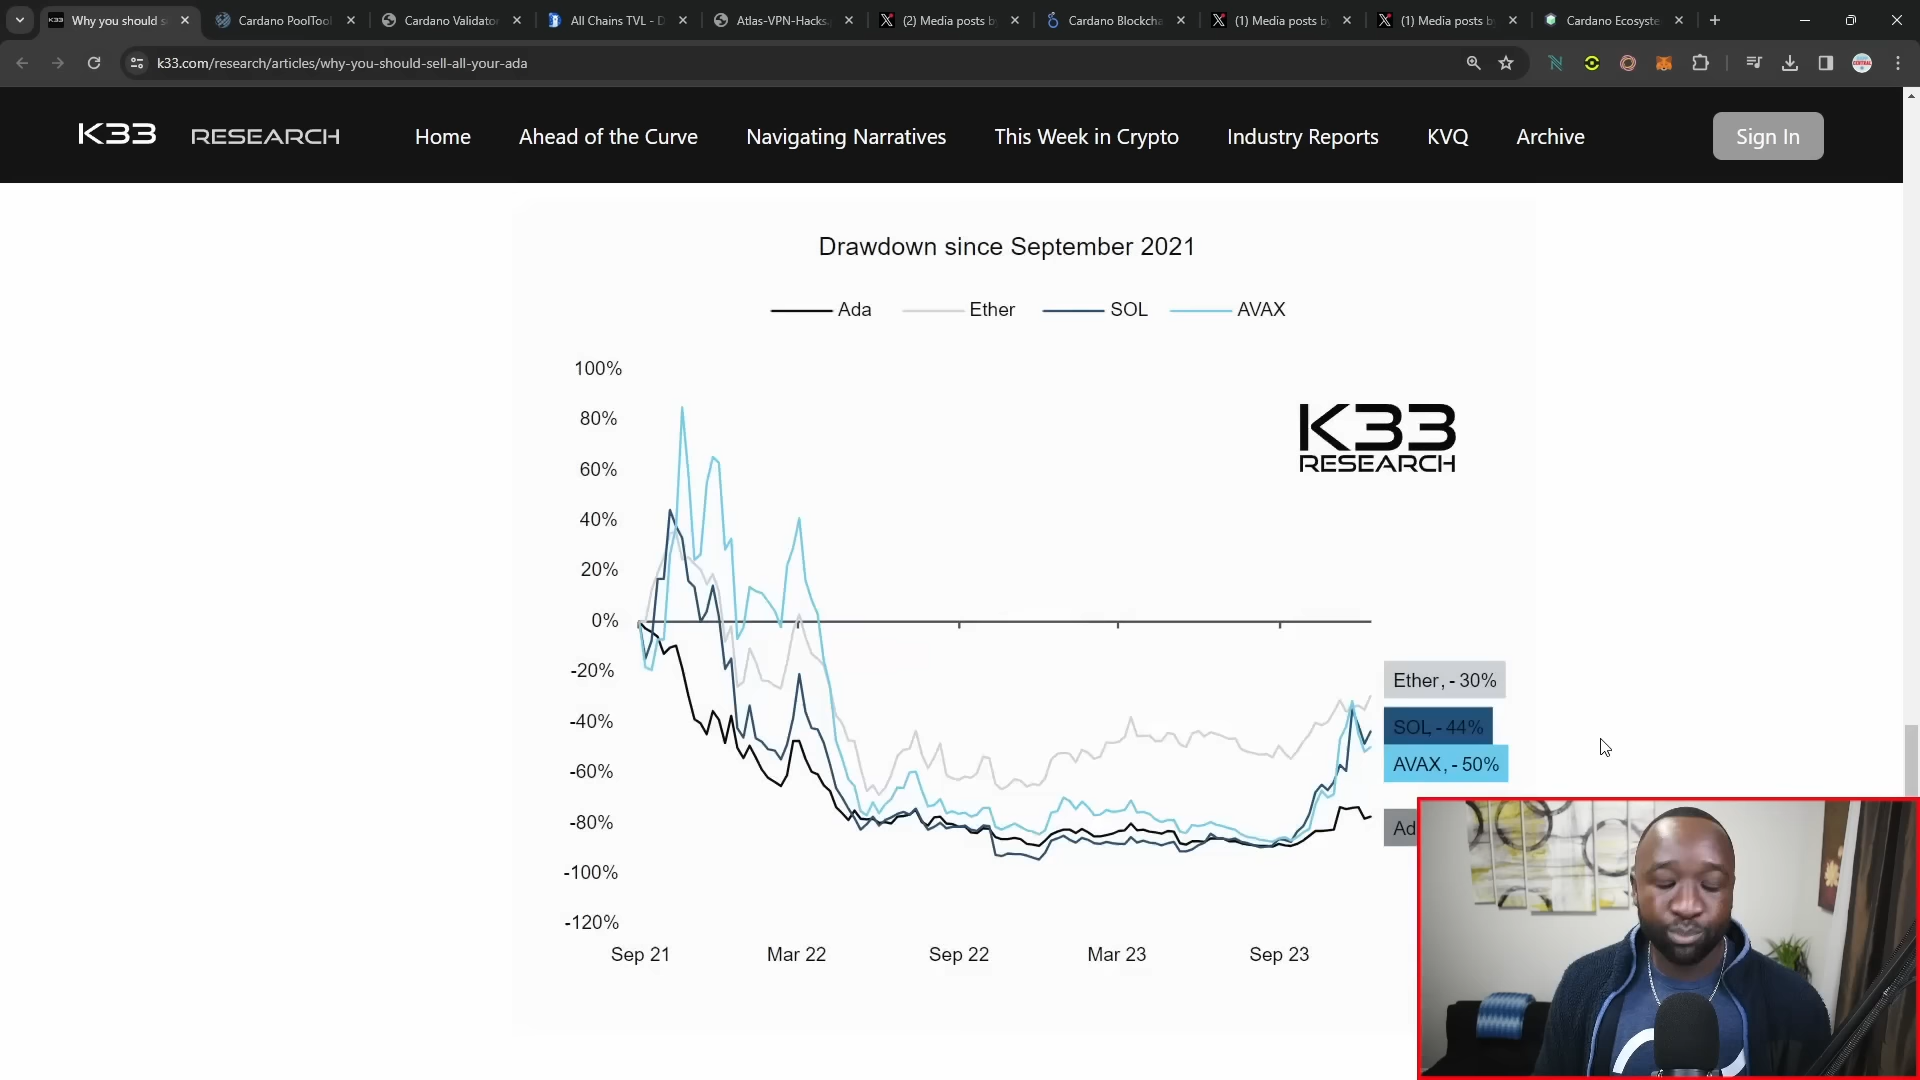 Why you should s
Cardano PoolTool
Cardano Validator
All Chains TVL - D
Atlas-VPN-Hacks
(2) Media posts b
Cardano Blockcha
(1) Media posts b
(1) Media posts b
Cardano Ecosyste
k33.com/research/articles/why-you-should-sell-all-your-ada
K33 RESEARCH
Home
Ahead of the Curve
Navigating Narratives
This Week in Crypto
Industry Reports
KVQ
Archive
Sign In
Drawdown since September 2021
Ada
Ether
SOL
AVAX
100%
80%
60%
40%
20%
0%
-20%
-40%
-60%
-80%
-100%
-120%
K33
RESEARCH
Ether, - 30%
SOL, - 44%
AVAX, - 50%
Ad
Sep 21
Mar 22
Sep 22
Mar 23
Sep 23